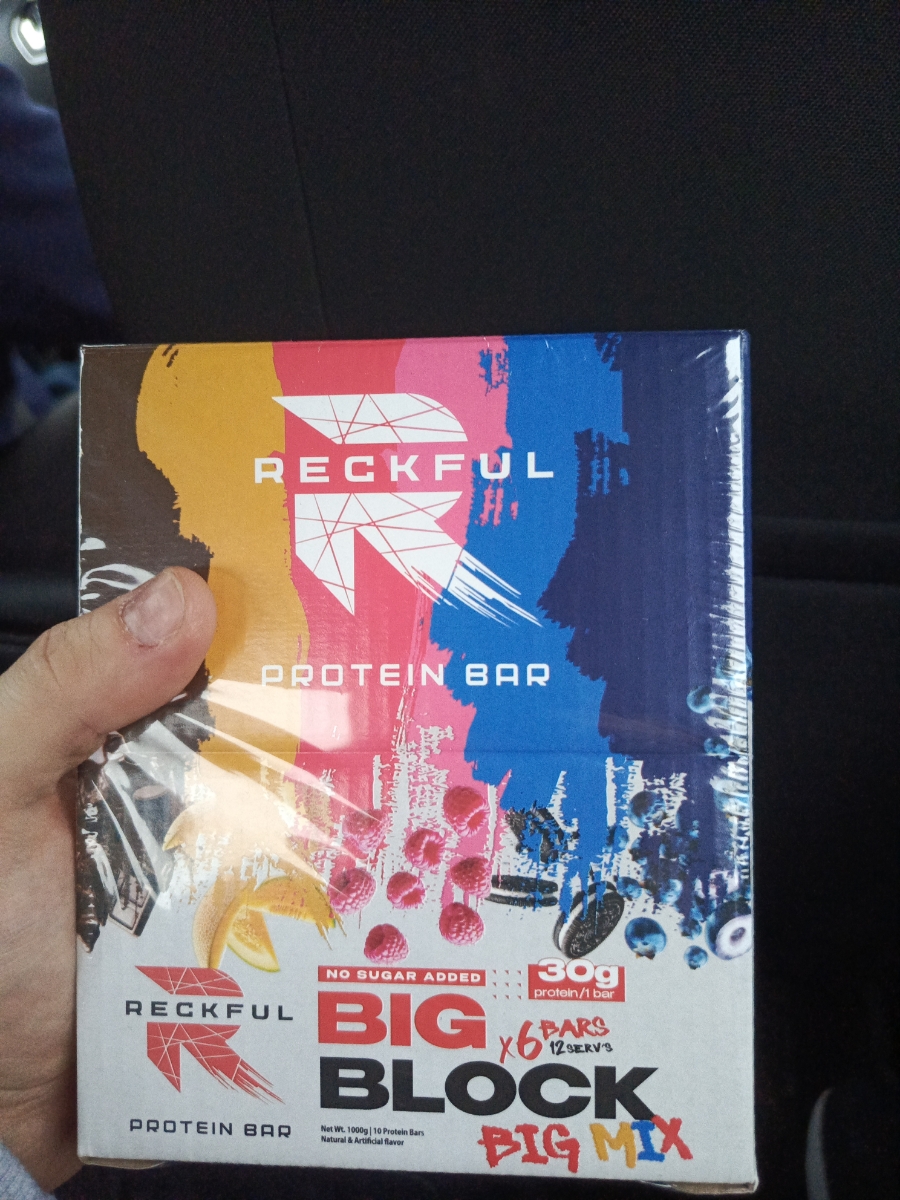 RECKFUL
PROTEIN BAR
NO SUGAR ADDED
30g
protein/1 bar
RECKFUL
BIG
x6 BARS
12 SERV'S
BLOCK
PROTEIN BAR
Net Wt. 1000g | 10 Protein Bars
Natural & Artificial flavor
BIG MIX